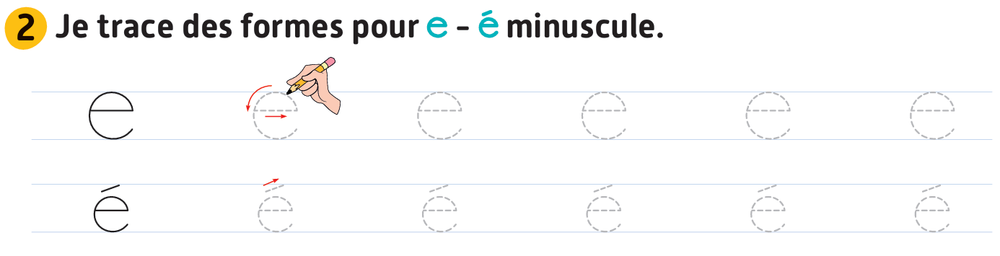 2 Je trace des formes pour e - é minuscule.
e e e e e e
é é é é é é